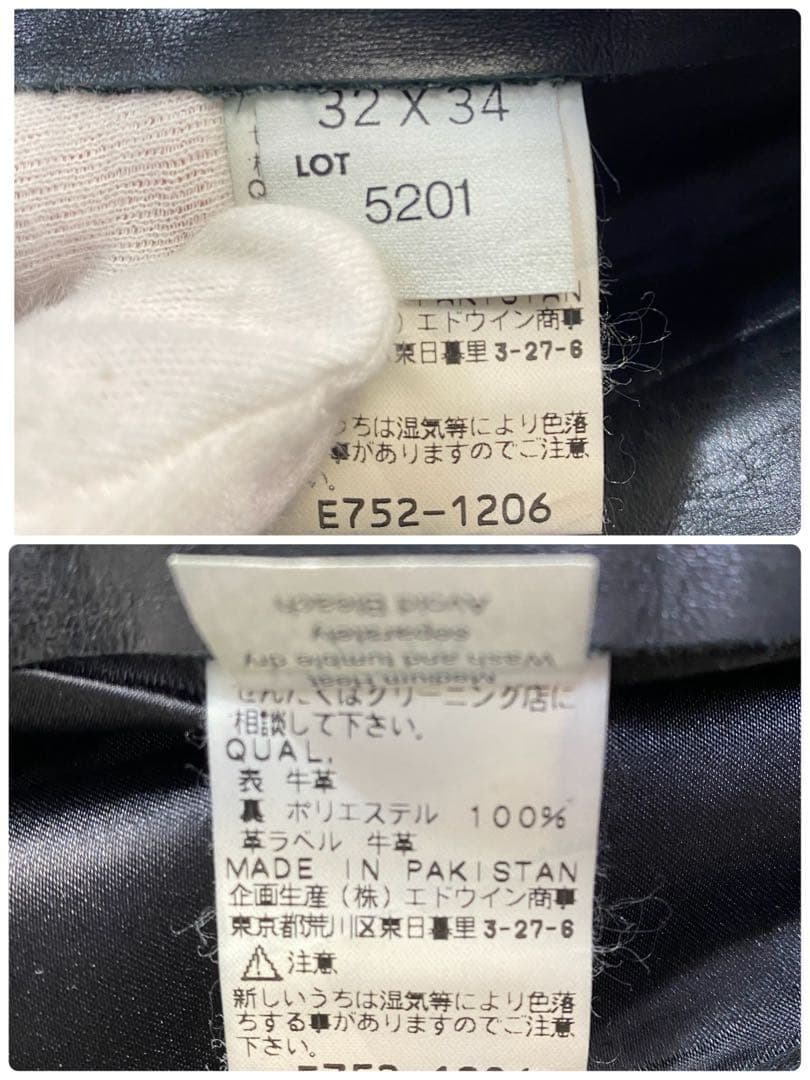 32 X 34
LOT
5201
PAKISTAN
）エドウイン商事
東日暮里3-27-6
うちは湿気等により色落
事がありますのでご注意
い。
E752-1206
Avoid Bleach
separately
Wash and tumble dry
Medium Heat
せんたくはクリーニング店に
相談して下さい。
QUAL,
表 牛革
裏 ポリエステル 100%
革ラベル 牛革
MADE IN PAKISTAN
企画生産（株）エドウイン商事
東京都荒川区東日暮里3-27-6
注意
新しいうちは湿気等により色落
ちする事がありますのでご注意
下さい。
E752-1206